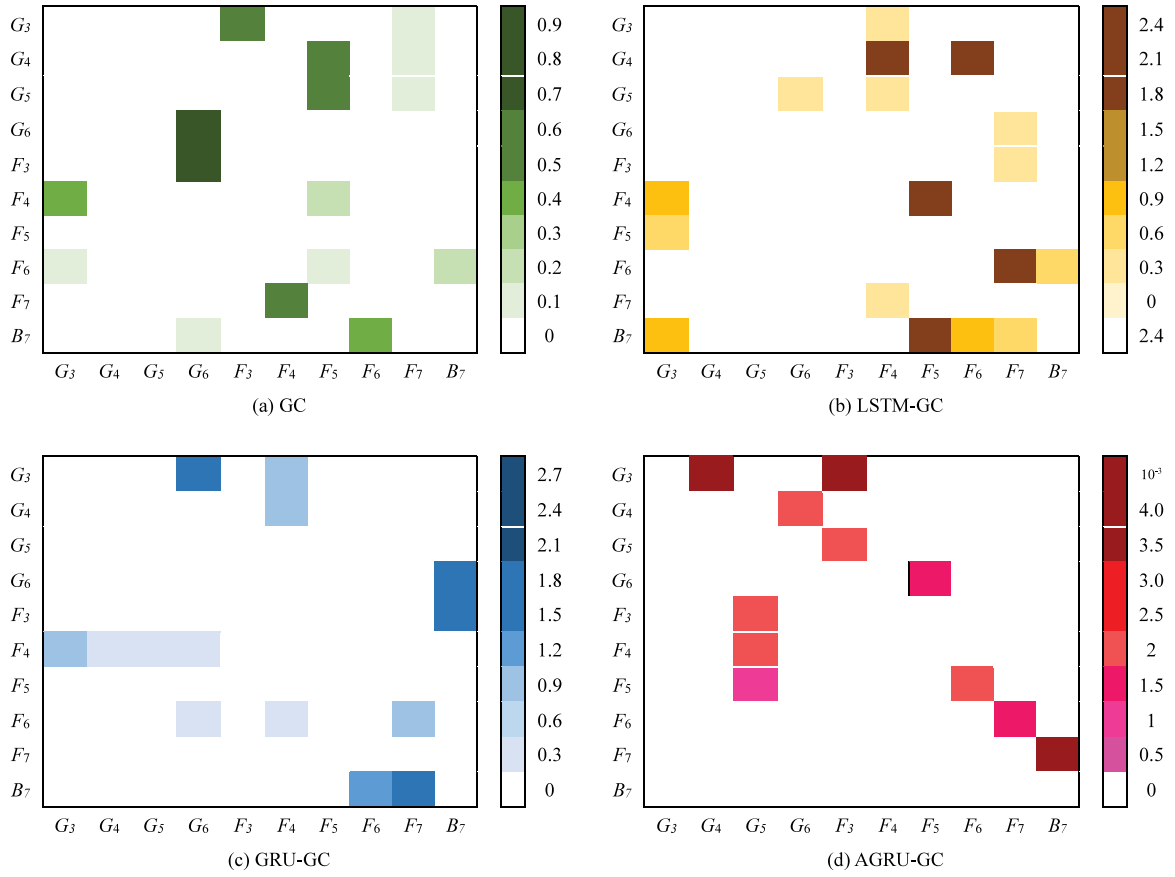 G3 0.9 G3 2.4
G4 0.8 G4 2.1
G5 0.7 G5 1.8
G6 0.6 G6 1.5
F3 0.5 F3 1.2
F4 0.4 F4 0.9
F5 0.3 F5 0.6
F6 0.2 F6 0.3
F7 0.1 F7 0
B7 0 B7 2.4
G3 G4 G5 G6 F3 F4 F5 F6 F7 B7 G3 G4 G5 G6 F3 F4 F5 F6 F7 B7
(a) GC (b) LSTM-GC
G3 2.7 G3 10⁻³
G4 2.4 G4 4.0
G5 2.1 G5 3.5
G6 1.8 G6 3.0
F3 1.5 F3 2.5
F4 1.2 F4 2
F5 0.9 F5 1.5
F6 0.6 F6 1
F7 0.3 F7 0.5
B7 0 B7 0
G3 G4 G5 G6 F3 F4 F5 F6 F7 B7 G3 G4 G5 G6 F3 F4 F5 F6 F7 B7
(c) GRU-GC (d) AGRU-GC